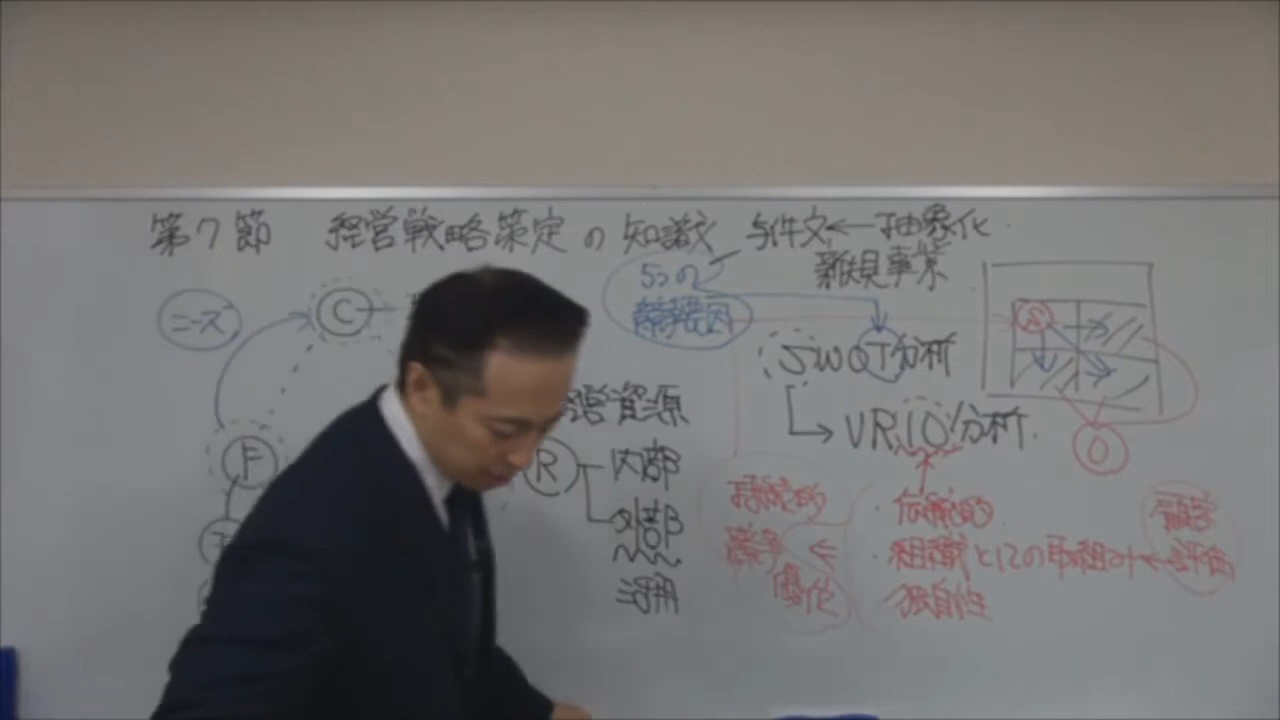 第7節 経営戦略策定の知識 与件文←抽象化
新規事業
5つの
競争要因
ニーズ
C
S
SWOT分析
経営資源
VRIO分析
O
F
R
内部
外部
活用
持続的
競争
優位
・伝統的
・組織としての取組み←評価
・独自性
顧客